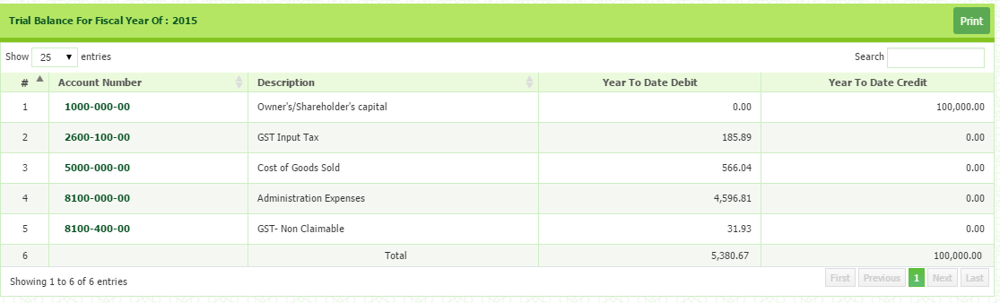 Trial Balance For Fiscal Year Of : 2015 Print
Show 25 entries Search
# Account Number Description Year To Date Debit Year To Date Credit
1 1000-000-00 Owner's/Shareholder's capital 0.00 100,000.00
2 2600-100-00 GST Input Tax 185.89 0.00
3 5000-000-00 Cost of Goods Sold 566.04 0.00
4 8100-000-00 Administration Expenses 4,596.81 0.00
5 8100-400-00 GST- Non Claimable 31.93 0.00
6 Total 5,380.67 100,000.00
Showing 1 to 6 of 6 entries First Previous 1 Next Last